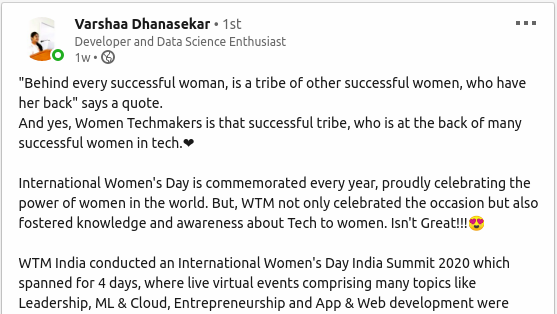 Varshaa Dhanasekar • 1st
Developer and Data Science Enthusiast
1w •
"Behind every successful woman, is a tribe of other successful women, who have
her back" says a quote.
And yes, Women Techmakers is that successful tribe, who is at the back of many
successful women in tech.❤
International Women's Day is commemorated every year, proudly celebrating the
power of women in the world. But, WTM not only celebrated the occasion but also
fostered knowledge and awareness about Tech to women. Isn't Great!!!😍
WTM India conducted an International Women's Day India Summit 2020 which
spanned for 4 days, where live virtual events comprising many topics like
Leadership, ML & Cloud, Entrepreneurship and App & Web development were